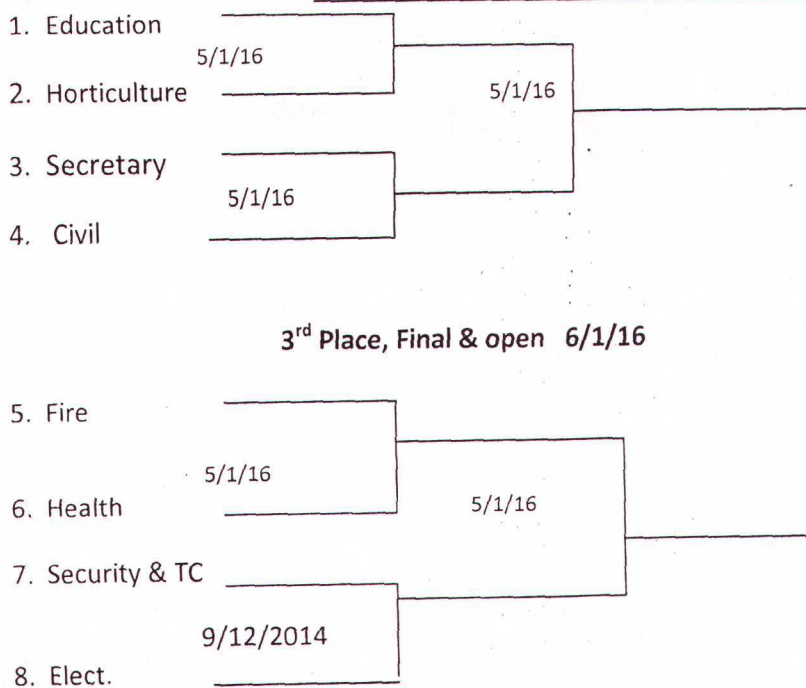 1. Education
5/1/16
2. Horticulture
5/1/16
3. Secretary
5/1/16
4. Civil
3rd Place, Final & open 6/1/16
5. Fire
5/1/16
6. Health
5/1/16
7. Security & TC
9/12/2014
8. Elect.